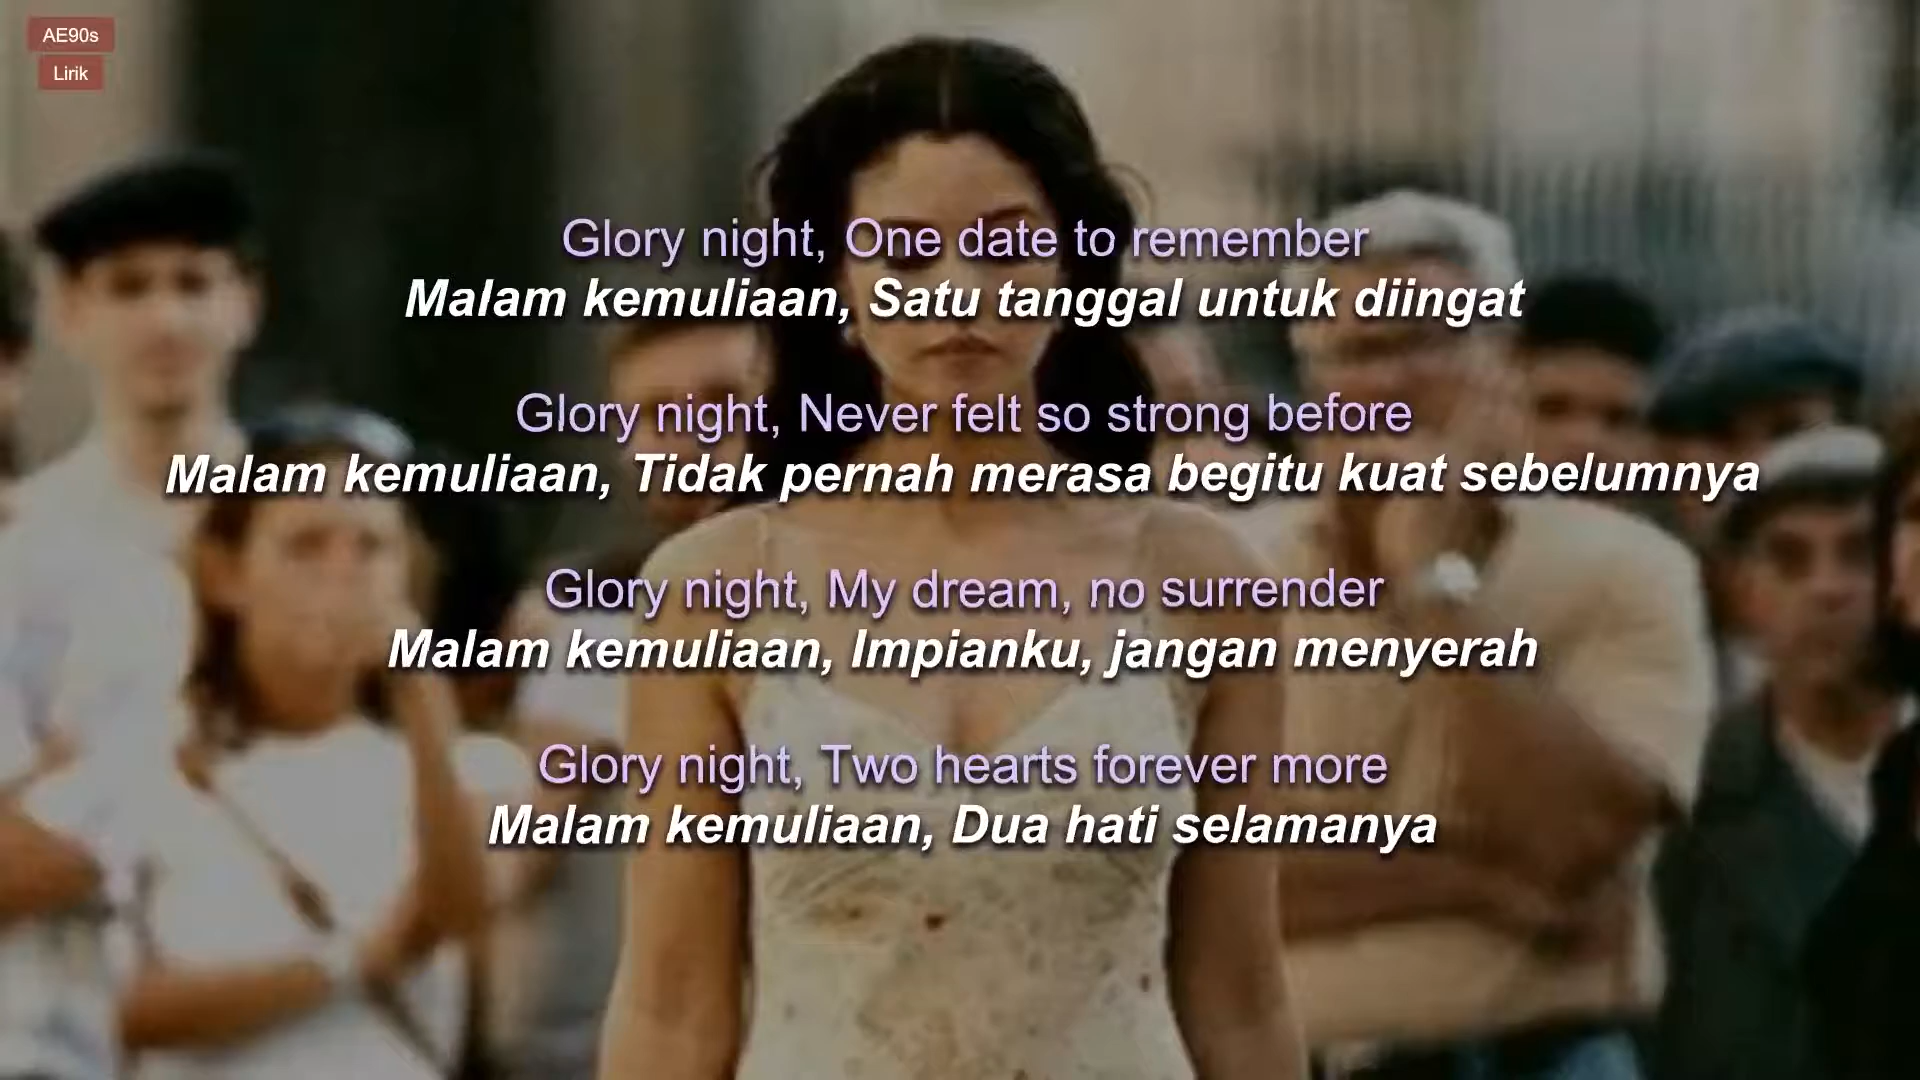 AE90s
Lirik
Glory night, One date to remember
Malam kemuliaan, Satu tanggal untuk diingat
Glory night, Never felt so strong before
Malam kemuliaan, Tidak pernah merasa begitu kuat sebelumnya
Glory night, My dream, no surrender
Malam kemuliaan, Impianku, jangan menyerah
Glory night, Two hearts forever more
Malam kemuliaan, Dua hati selamanya